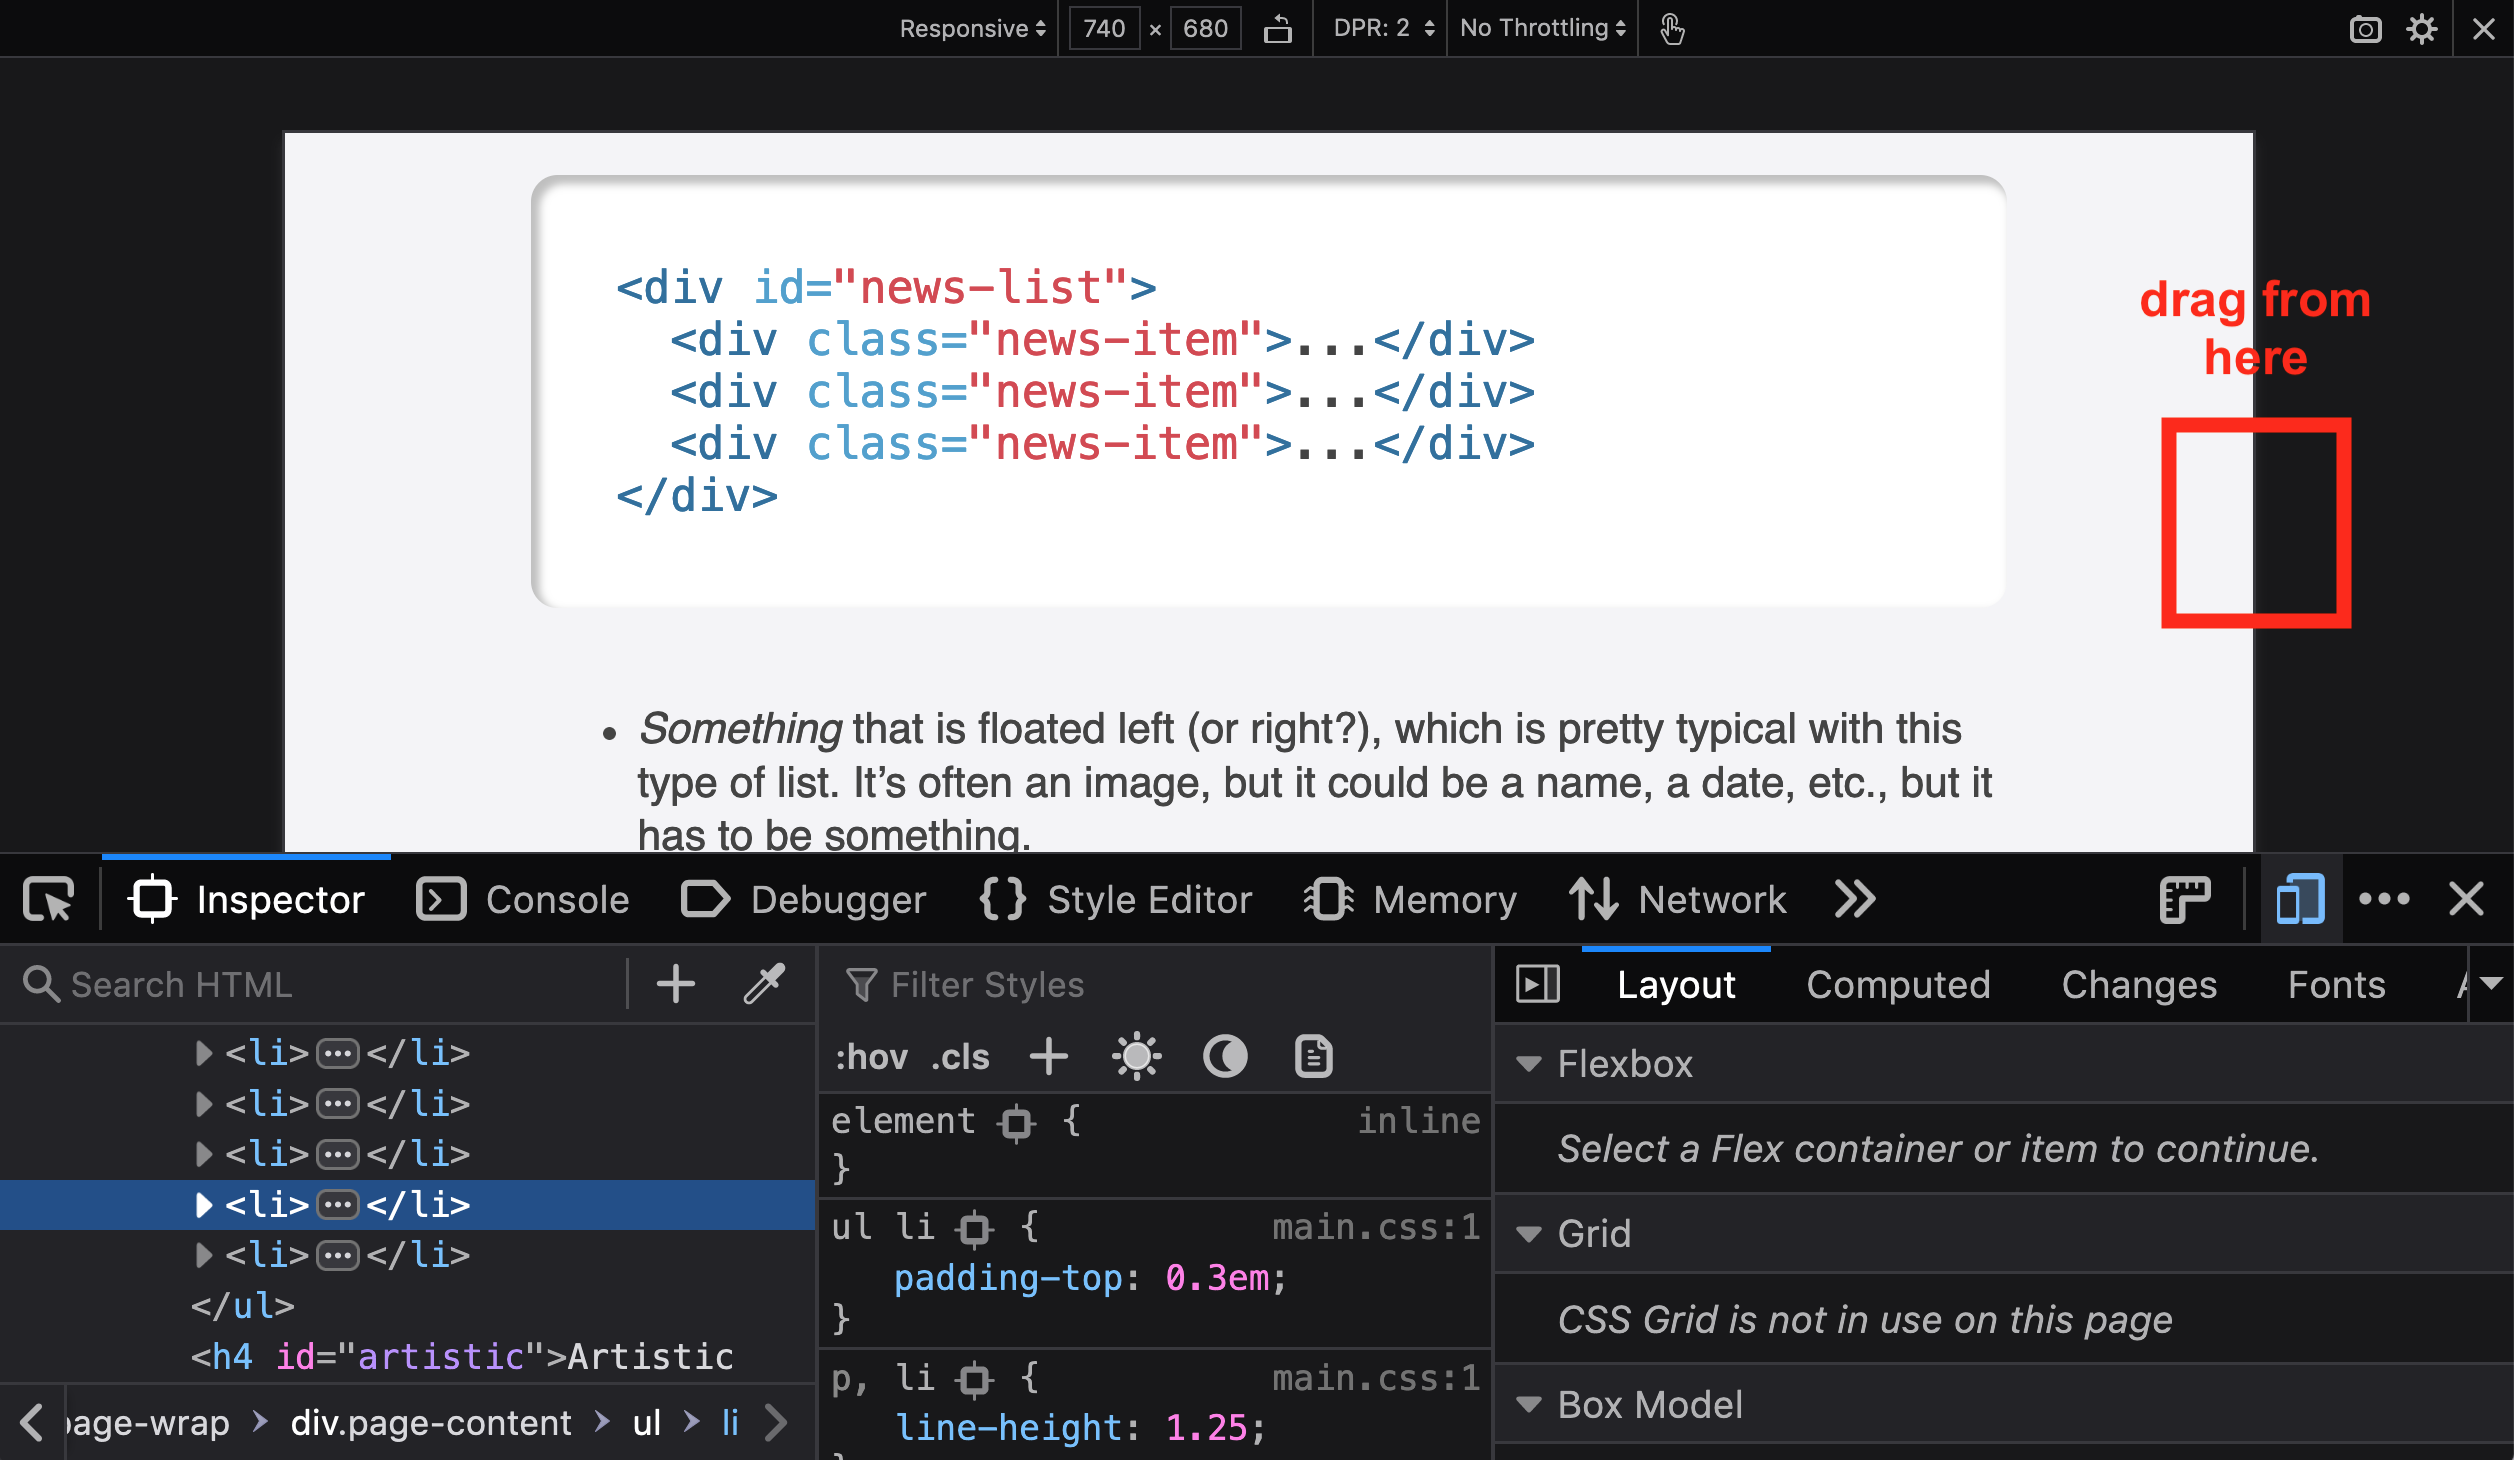 Responsive 740 × 680 DPR: 2 No Throttling
<div id="news-list">
<div class="news-item">...</div>
<div class="news-item">...</div>
<div class="news-item">...</div>
</div>
drag from
here
• Something that is floated left (or right?), which is pretty typical with this
type of list. It’s often an image, but it could be a name, a date, etc., but it
has to be something.
Inspector Console Debugger Style Editor Memory Network
Search HTML
<li>...</li>
<li>...</li>
<li>...</li>
<li>...</li>
<li>...</li>
</ul>
<h4 id="artistic">Artistic
page-wrap > div.page-content > ul > li
Filter Styles
:hov .cls
element { inline
}
ul li { main.css:1
padding-top: 0.3em;
}
p, li { main.css:1
line-height: 1.25;
}
Layout Computed Changes Fonts
Flexbox
Select a Flex container or item to continue.
Grid
CSS Grid is not in use on this page
Box Model